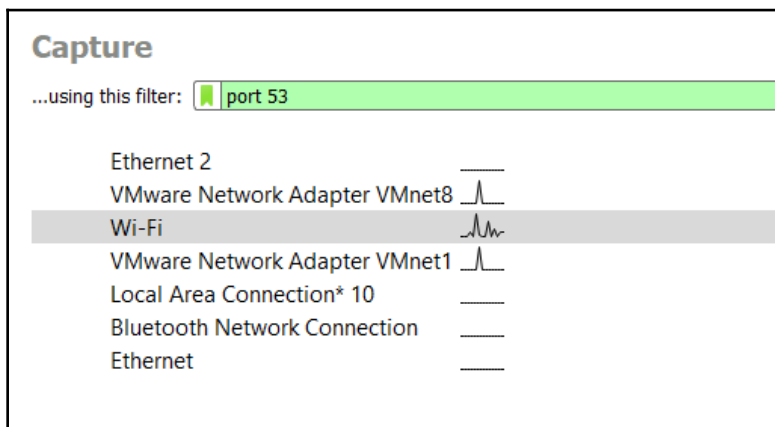 Capture
...using this filter: port 53
Ethernet 2
VMware Network Adapter VMnet8
Wi-Fi
VMware Network Adapter VMnet1
Local Area Connection* 10
Bluetooth Network Connection
Ethernet